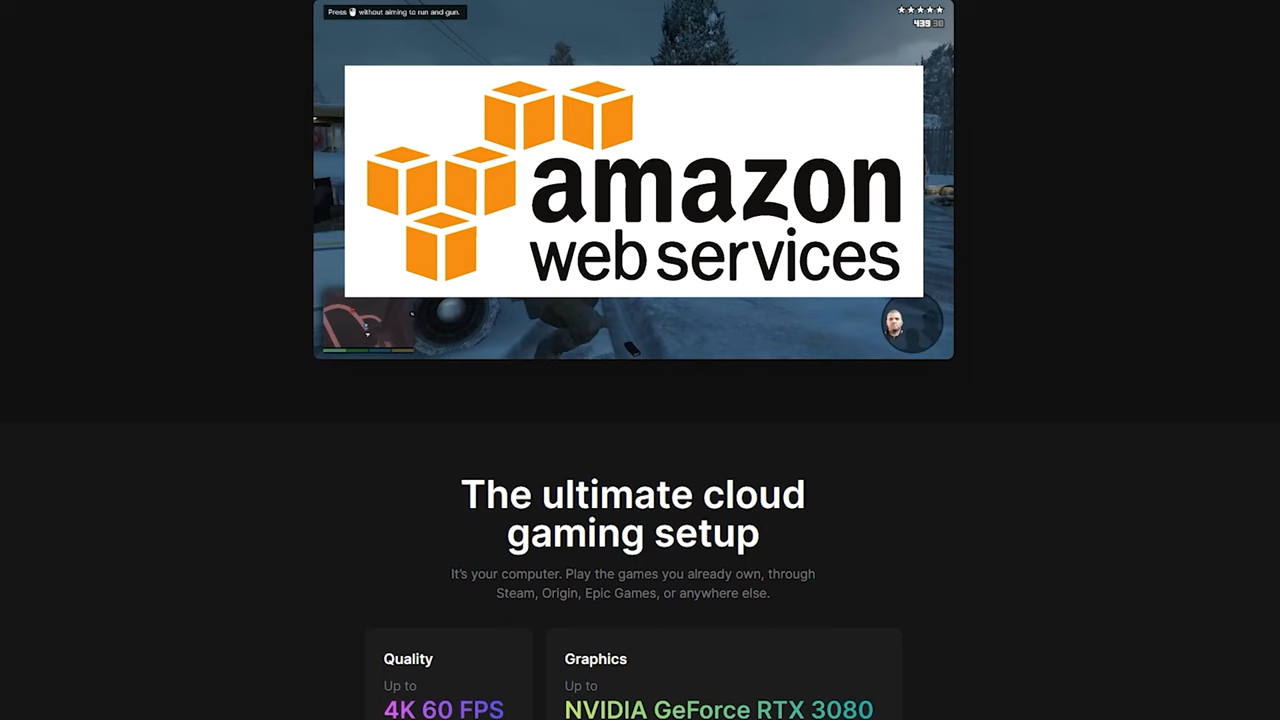 Press without aiming to run and gun.
439 30
amazon
web services
The ultimate cloud
gaming setup
It's your computer. Play the games you already own, through
Steam, Origin, Epic Games, or anywhere else.
Quality
Graphics
Up to
Up to
4K 60 FPS
NVIDIA GeForce RTX 3080